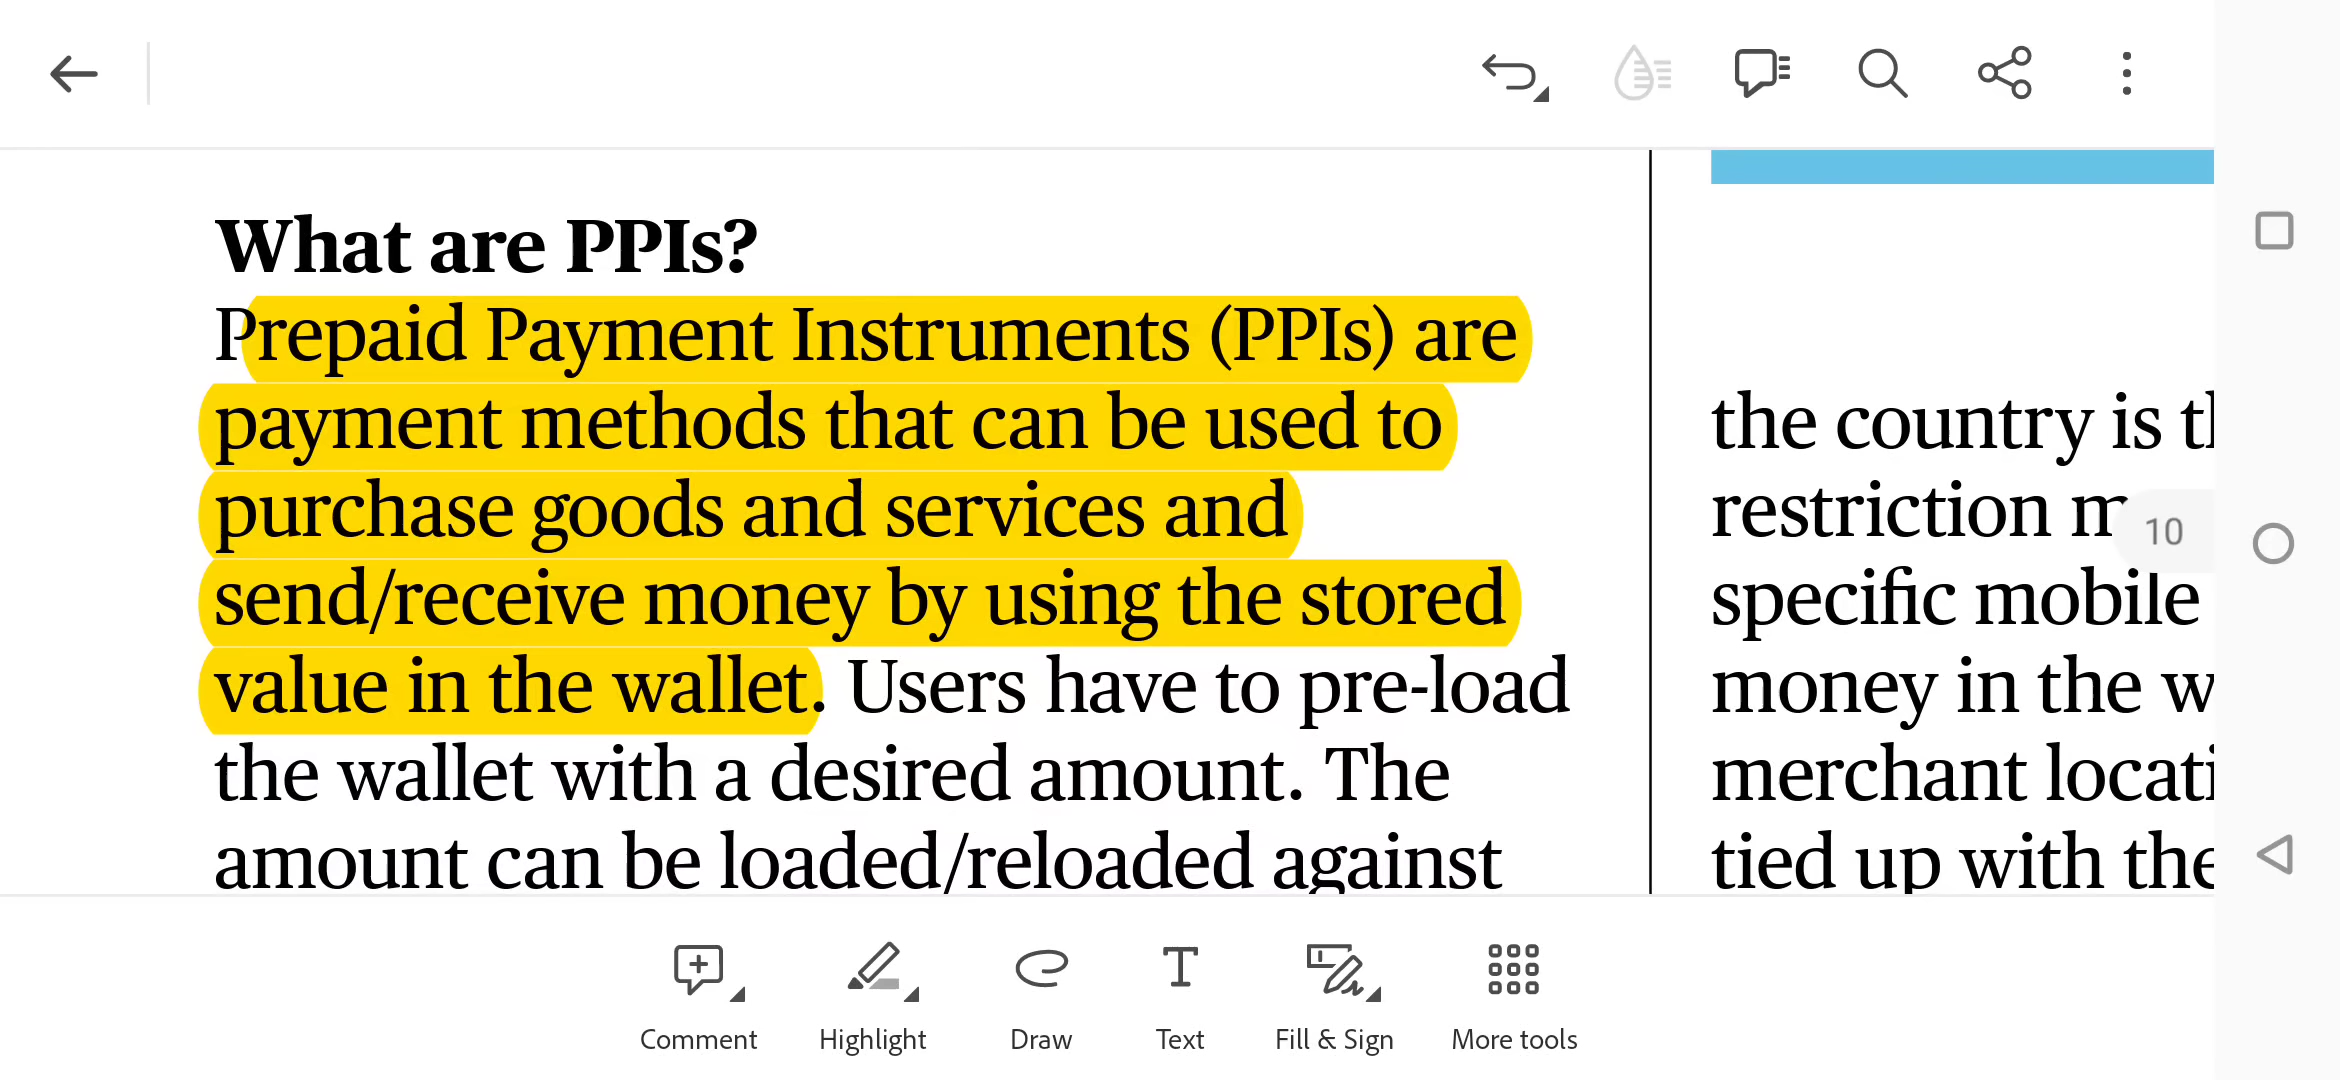 What are PPIs?
Prepaid Payment Instruments (PPIs) are
payment methods that can be used to
purchase goods and services and
send/receive money by using the stored
value in the wallet. Users have to pre-load
the wallet with a desired amount. The
amount can be loaded/reloaded against
the country is
restriction
specific mobile
money in the
merchant
tied up with the
10
Comment
Highlight
Draw
Text
Fill & Sign
More tools